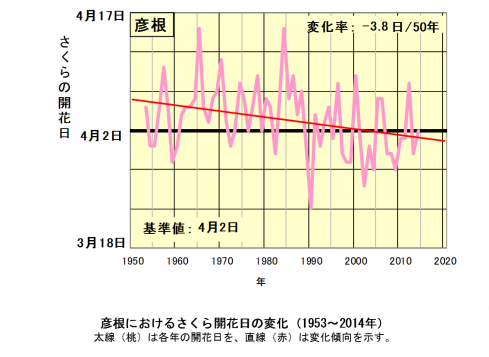 4月17日
彦根
変化率: -3.8日/50年
さくらの開花日
4月2日
基準値: 4月2日
3月18日
1950 1960 1970 1980 1990 2000 2010 2020
年
彦根におけるさくら開花日の変化（1953～2014年）
太線（桃）は各年の開花日を、直線（赤）は変化傾向を示す。